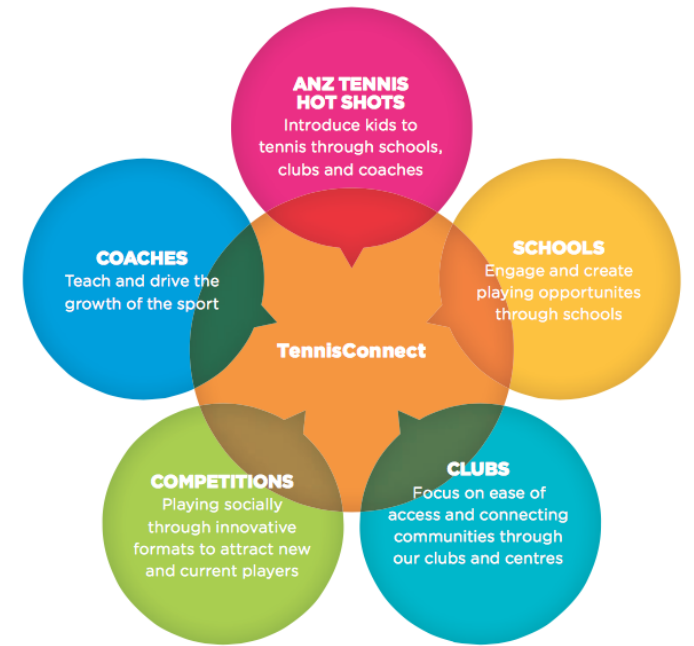 ANZ TENNIS
HOT SHOTS
Introduce kids to
tennis through schools,
clubs and coaches
COACHES
Teach and drive the
growth of the sport
SCHOOLS
Engage and create
playing opportunites
through schools
TennisConnect
COMPETITIONS
Playing socially
through innovative
formats to attract new
and current players
CLUBS
Focus on ease of
access and connecting
communities through
our clubs and centres